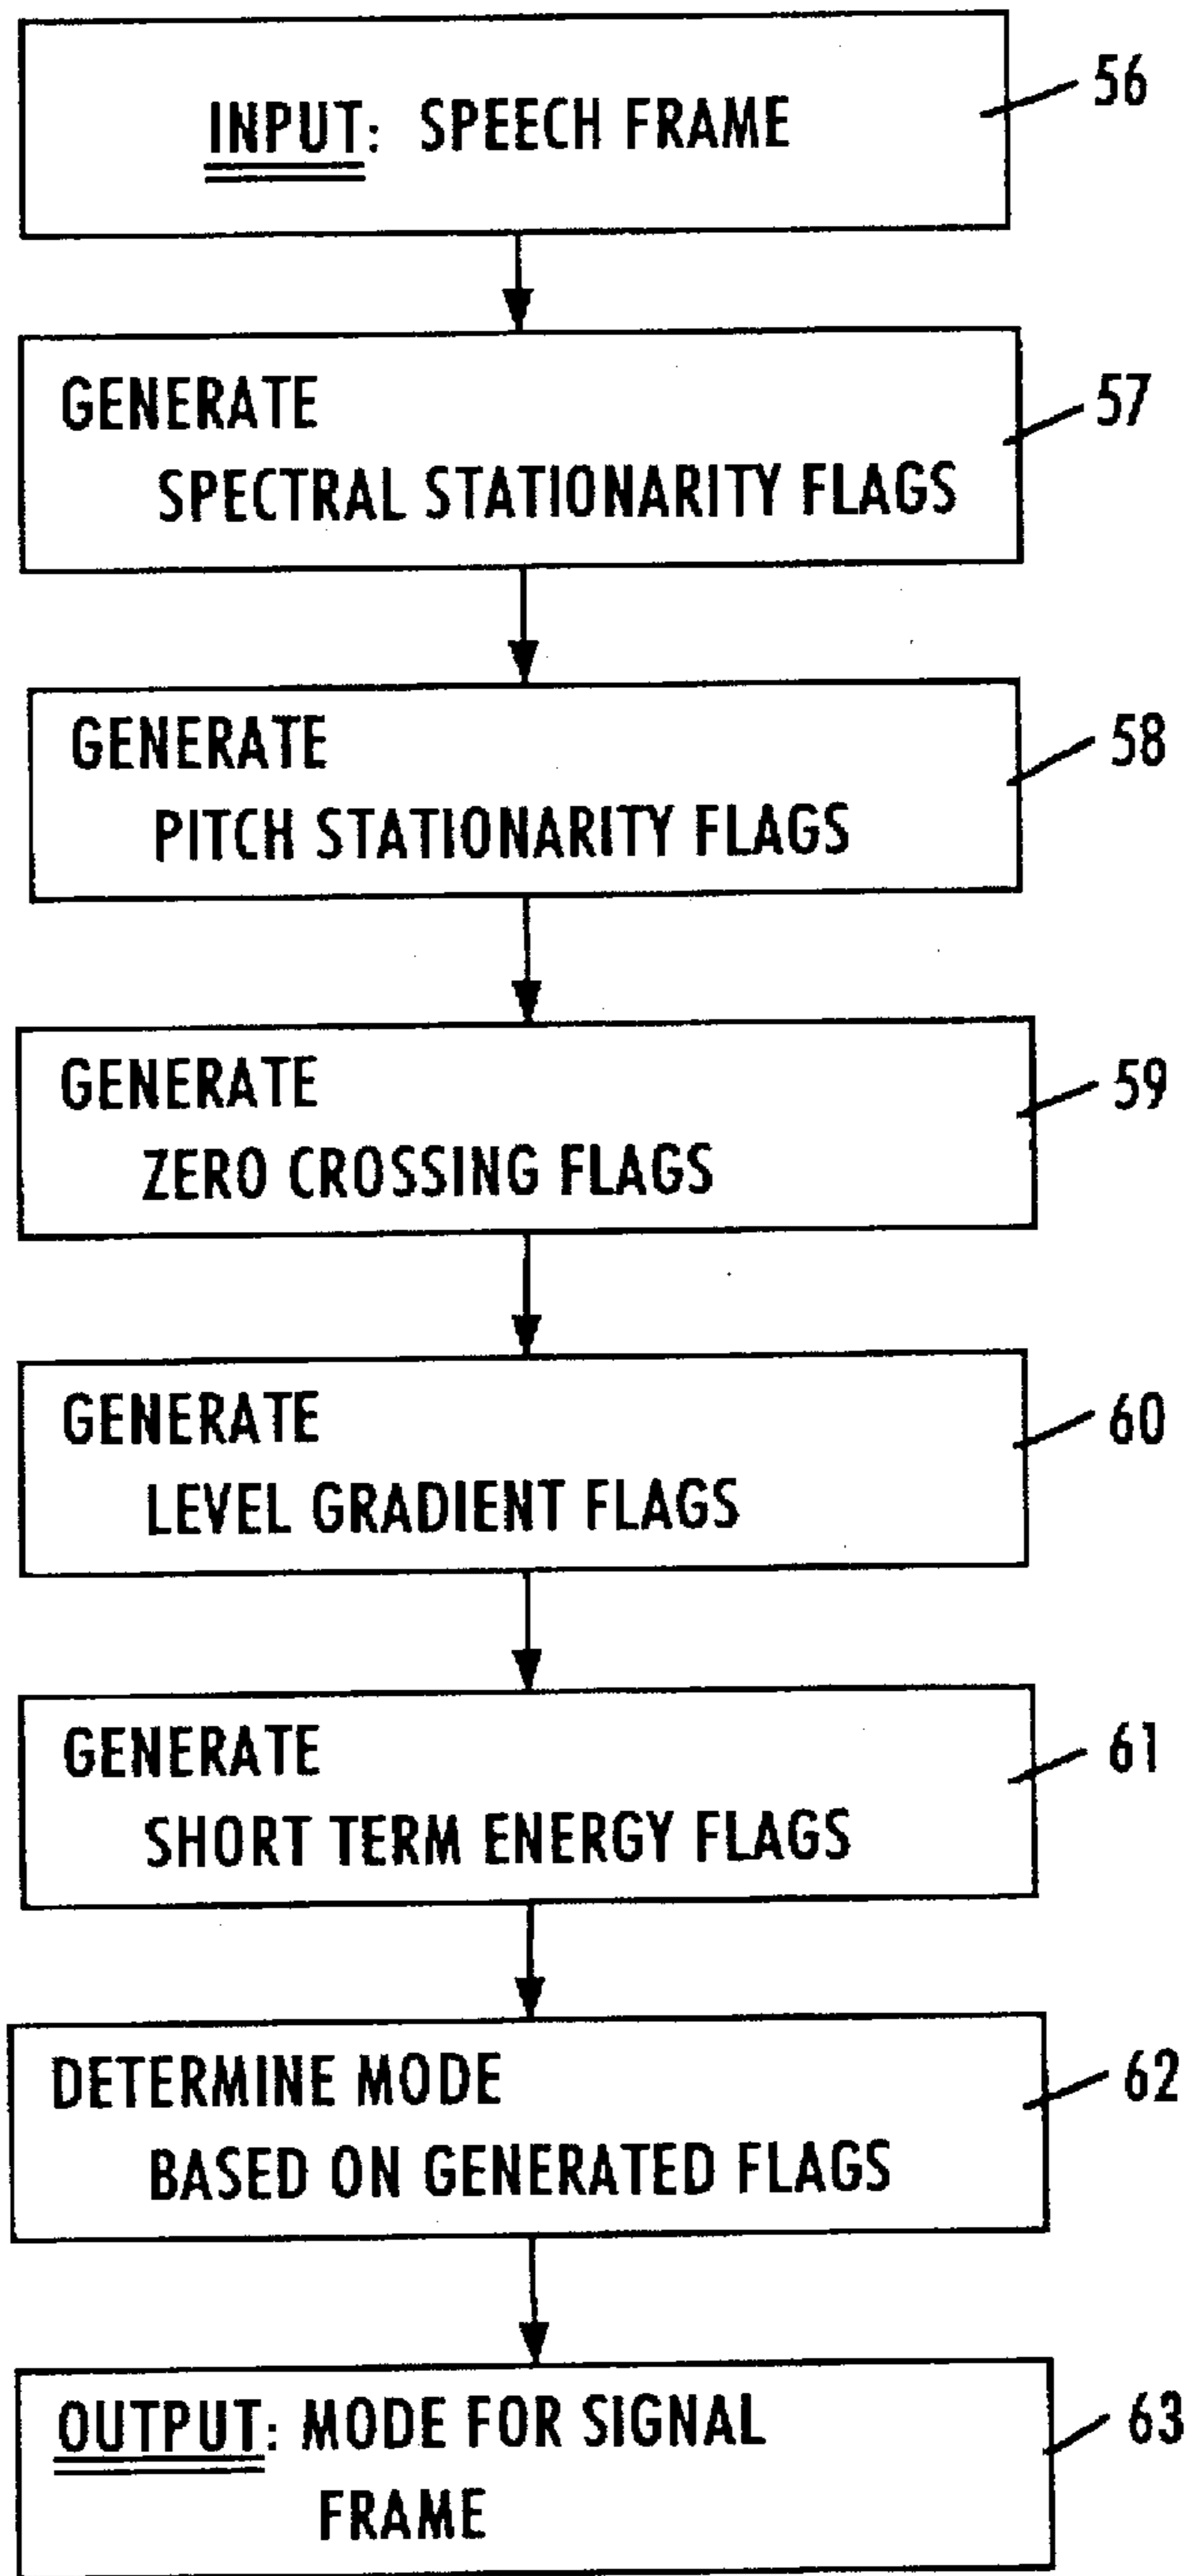 INPUT: SPEECH FRAME
56
GENERATE
SPECTRAL STATIONARITY FLAGS
57
GENERATE
PITCH STATIONARITY FLAGS
58
GENERATE
ZERO CROSSING FLAGS
59
GENERATE
LEVEL GRADIENT FLAGS
60
GENERATE
SHORT TERM ENERGY FLAGS
61
DETERMINE MODE
BASED ON GENERATED FLAGS
62
OUTPUT: MODE FOR SIGNAL
FRAME
63